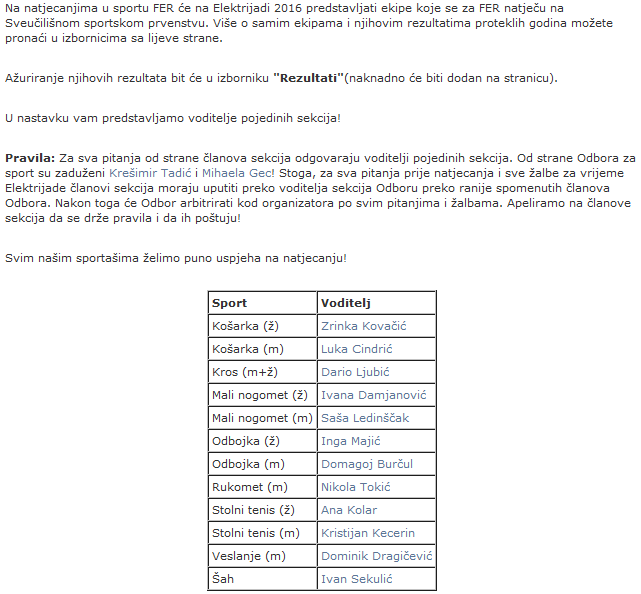 Na natjecanjima u sportu FER će na Elektrijadi 2016 predstavljati ekipe koje se za FER natječu na
Sveučilišnom sportskom prvenstvu. Više o samim ekipama i njihovim rezultatima proteklih godina možete
pronaći u izbornicima sa lijeve strane.
Ažuriranje njihovih rezultata bit će u izborniku "Rezultati"(naknadno će biti dodan na stranicu).
U nastavku vam predstavljamo voditelje pojedinih sekcija!
Pravila: Za sva pitanja od strane članova sekcija odgovaraju voditelji pojedinih sekcija. Od strane Odbora za
sport su zaduženi Krešimir Tadić i Mihaela Gec! Stoga, za sva pitanja prije natjecanja i sve žalbe za vrijeme
Elektrijade članovi sekcija moraju uputiti preko voditelja sekcija Odboru preko ranije spomenutih članova
Odbora. Nakon toga će Odbor arbitrirati kod organizatora po svim pitanjima i žalbama. Apeliramo na članove
sekcija da se drže pravila i da ih poštuju!
Svim našim sportašima želimo puno uspjeha na natjecanju!
Sport Voditelj
Košarka (ž) Zrinka Kovačić
Košarka (m) Luka Cindrić
Kros (m+ž) Dario Ljubić
Mali nogomet (ž) Ivana Damjanović
Mali nogomet (m) Saša Ledinščak
Odbojka (ž) Inga Majić
Odbojka (m) Domagoj Burčul
Rukomet (m) Nikola Tokić
Stolni tenis (ž) Ana Kolar
Stolni tenis (m) Kristijan Kecerin
Veslanje (m) Dominik Dragičević
Šah Ivan Sekulić